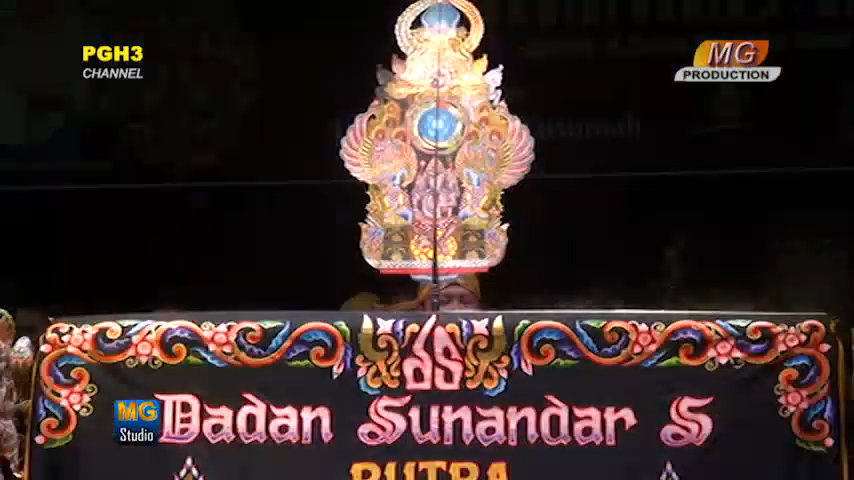 PGH3
CHANNEL
MG
PRODUCTION
dS
MG
Studio
Dadan Sunandar S
PUTRA